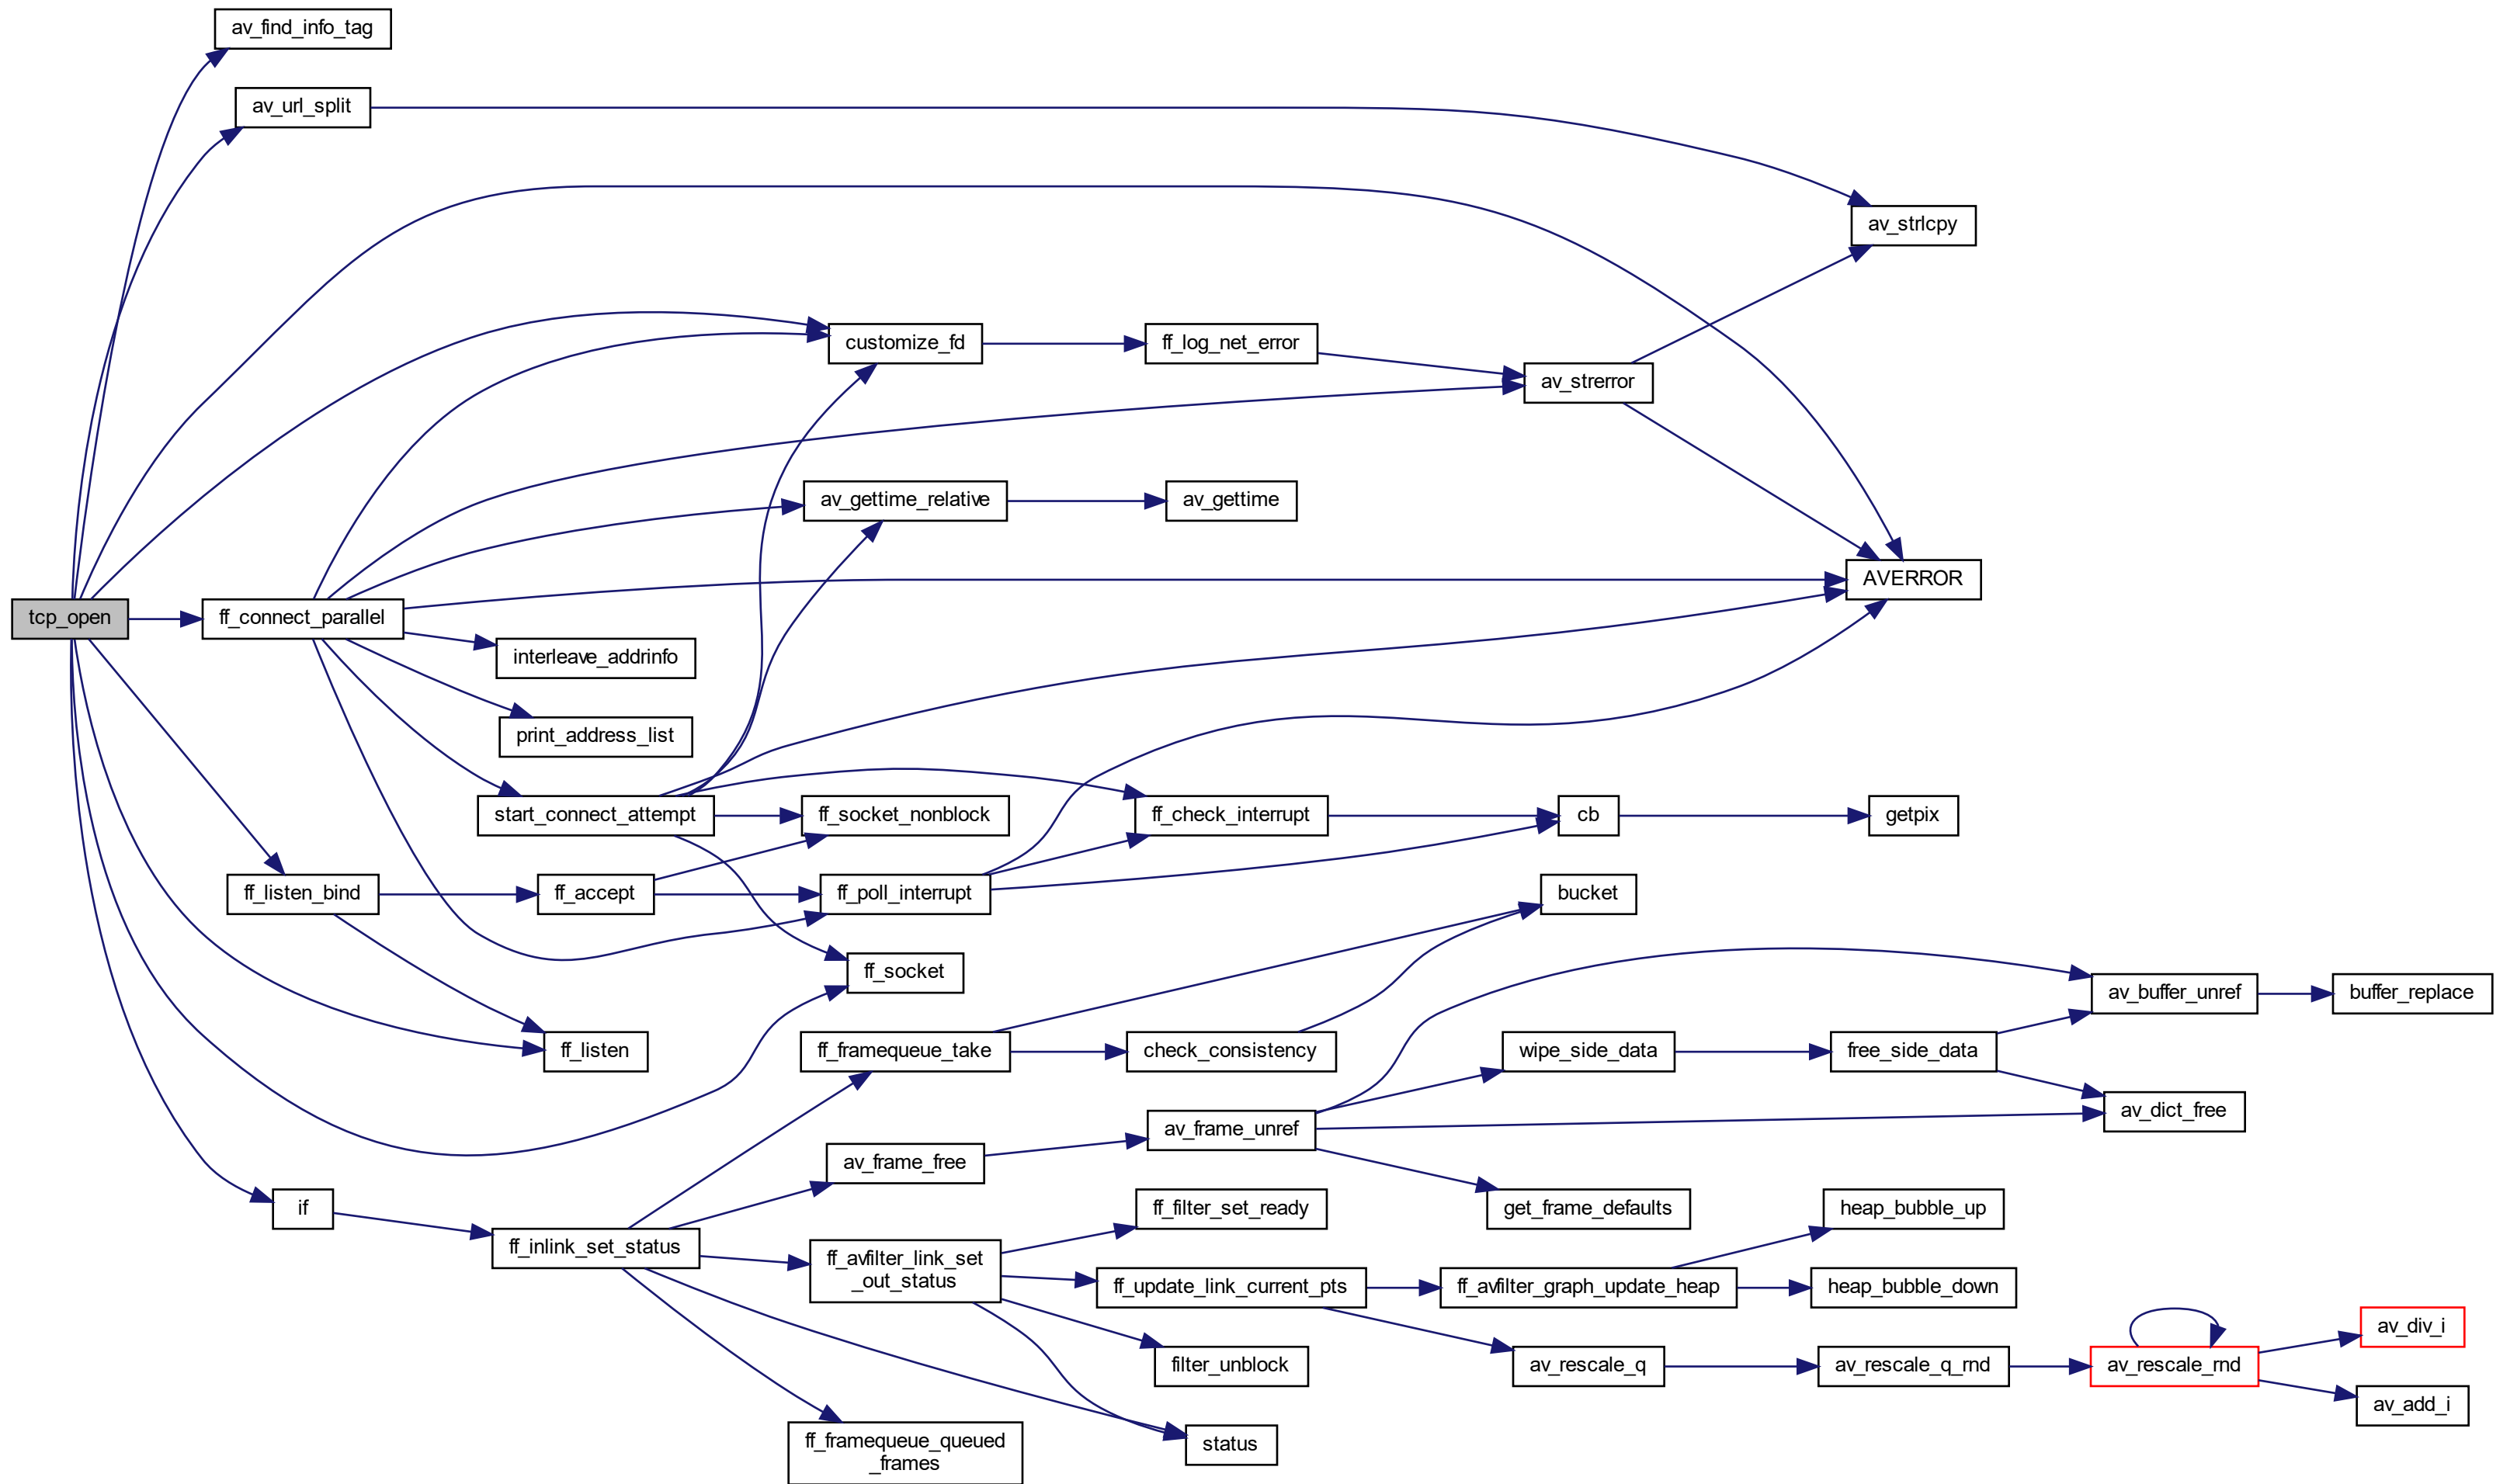 av_find_info_tag
av_url_split
av_strlcpy
customize_fd
ff_log_net_error
av_strerror
av_gettime_relative
av_gettime
AVERROR
tcp_open
ff_connect_parallel
interleave_addrinfo
print_address_list
start_connect_attempt
ff_socket_nonblock
ff_check_interrupt
cb
getpix
ff_listen_bind
ff_accept
ff_poll_interrupt
bucket
ff_socket
av_buffer_unref
buffer_replace
ff_listen
ff_framequeue_take
check_consistency
wipe_side_data
free_side_data
av_dict_free
av_frame_unref
av_frame_free
get_frame_defaults
if
ff_inlink_set_status
ff_filter_set_ready
heap_bubble_up
ff_avfilter_link_set
_out_status
ff_update_link_current_pts
ff_avfilter_graph_update_heap
heap_bubble_down
filter_unblock
av_rescale_q
av_rescale_q_rnd
av_rescale_rnd
av_div_i
av_add_i
status
ff_framequeue_queued
_frames